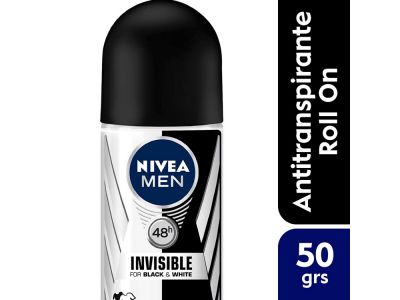 NIVEA
MEN
48h
INVISIBLE
FOR BLACK & WHITE
Antitranspirante
Roll On
50
grs